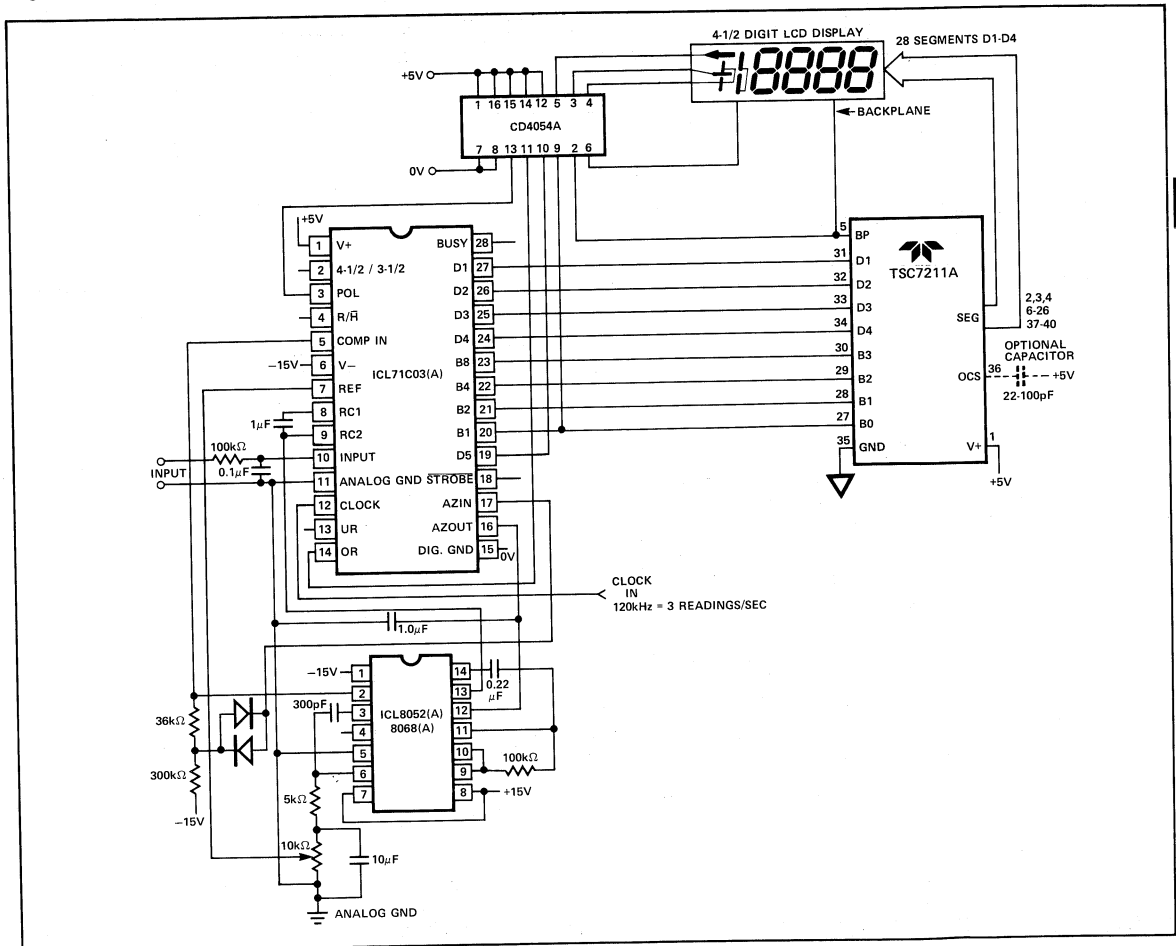 4-1/2 DIGIT LCD DISPLAY
28 SEGMENTS D1-D4
+5V
1 16 15 14 12 5 3 4
CD4054A
7 8 13 11 10 9 2 6
0V
BACKPLANE
+18888
+5V
1 V+
2 4-1/2 / 3-1/2
3 POL
4 R/H̅
5 COMP IN
-15V
6 V-
7 REF
8 RC1
1μF
9 RC2
100kΩ
10 INPUT
INPUT
0.1μF
11 ANALOG GND
12 CLOCK
13 UR
14 OR
ICL71C03(A)
BUSY 28
D1 27
D2 26
D3 25
D4 24
B8 23
B4 22
B2 21
B1 20
D5 19
S̅T̅R̅O̅B̅E̅ 18
AZIN 17
AZOUT 16
DIG. GND 15
0V
5 BP
31 D1
32 D2
33 D3
34 D4
30 B3
29 B2
28 B1
27 B0
35 GND
TSC7211A
SEG
2,3,4
6-26
37-40
OPTIONAL
CAPACITOR
OCS 36
+5V
22-100pF
V+ 1
+5V
CLOCK
IN
120kHz = 3 READINGS/SEC
1.0μF
-15V
1
2
300pF
3
4
5
6
7
ICL8052(A)
8068(A)
14
13
12
11
10
9
8
0.22
μF
100kΩ
+15V
36kΩ
300kΩ
-15V
5kΩ
10kΩ
10μF
ANALOG GND